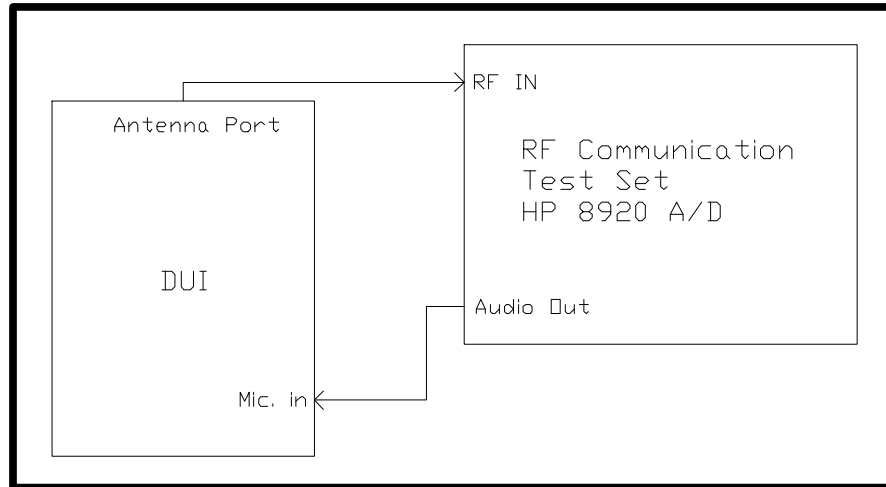 Antenna Port
DUI
Mic. in
RF IN
RF Communication
Test Set
HP 8920 A/D
Audio Out